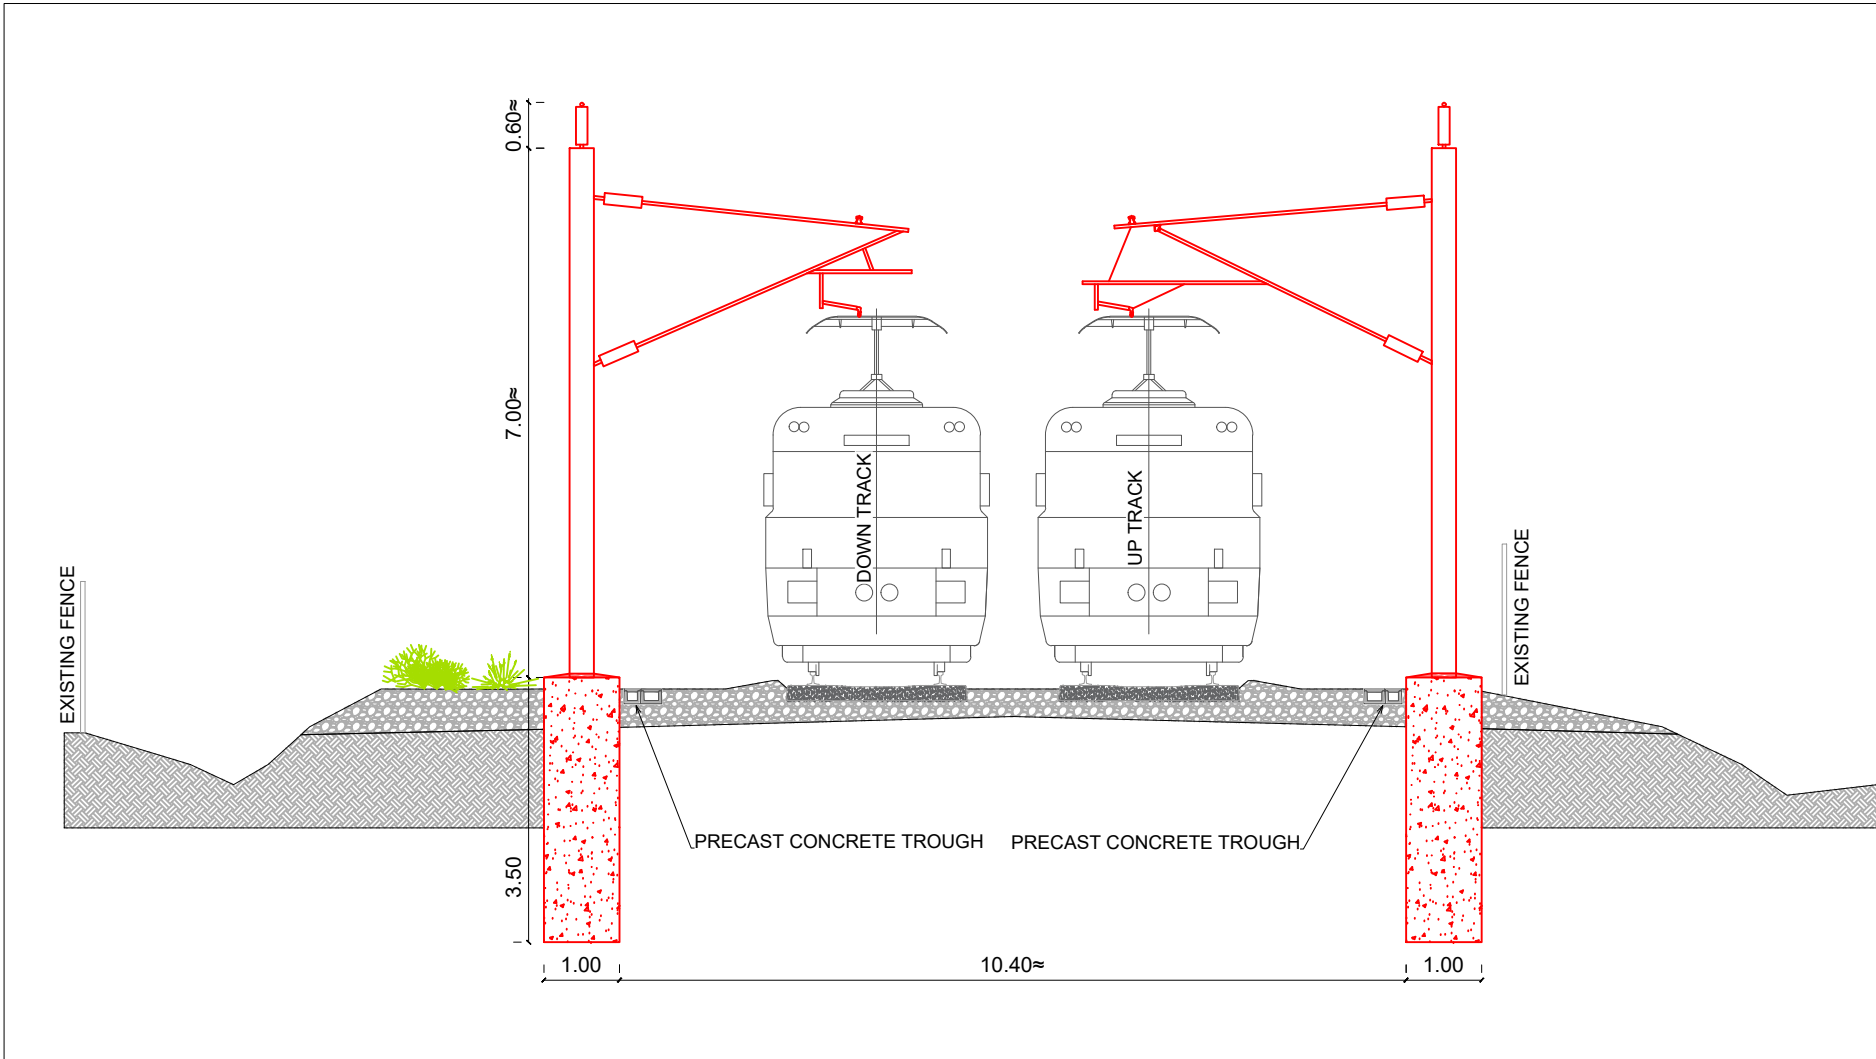 0.60≈
7.00≈
DOWN TRACK
UP TRACK
EXISTING FENCE
EXISTING FENCE
PRECAST CONCRETE TROUGH
PRECAST CONCRETE TROUGH
3.50
1.00
10.40≈
1.00